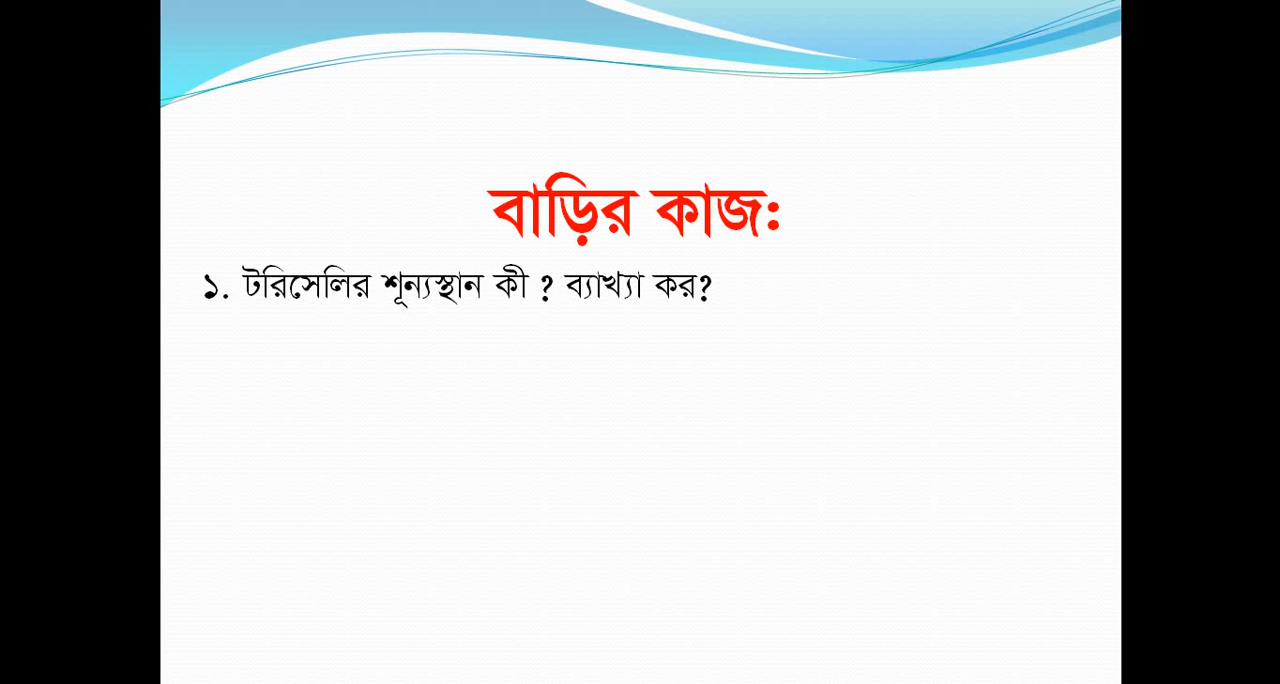 বাড়ির কাজ:
১. টরিসেলির শূন্যস্থান কী ? ব্যাখ্যা কর?